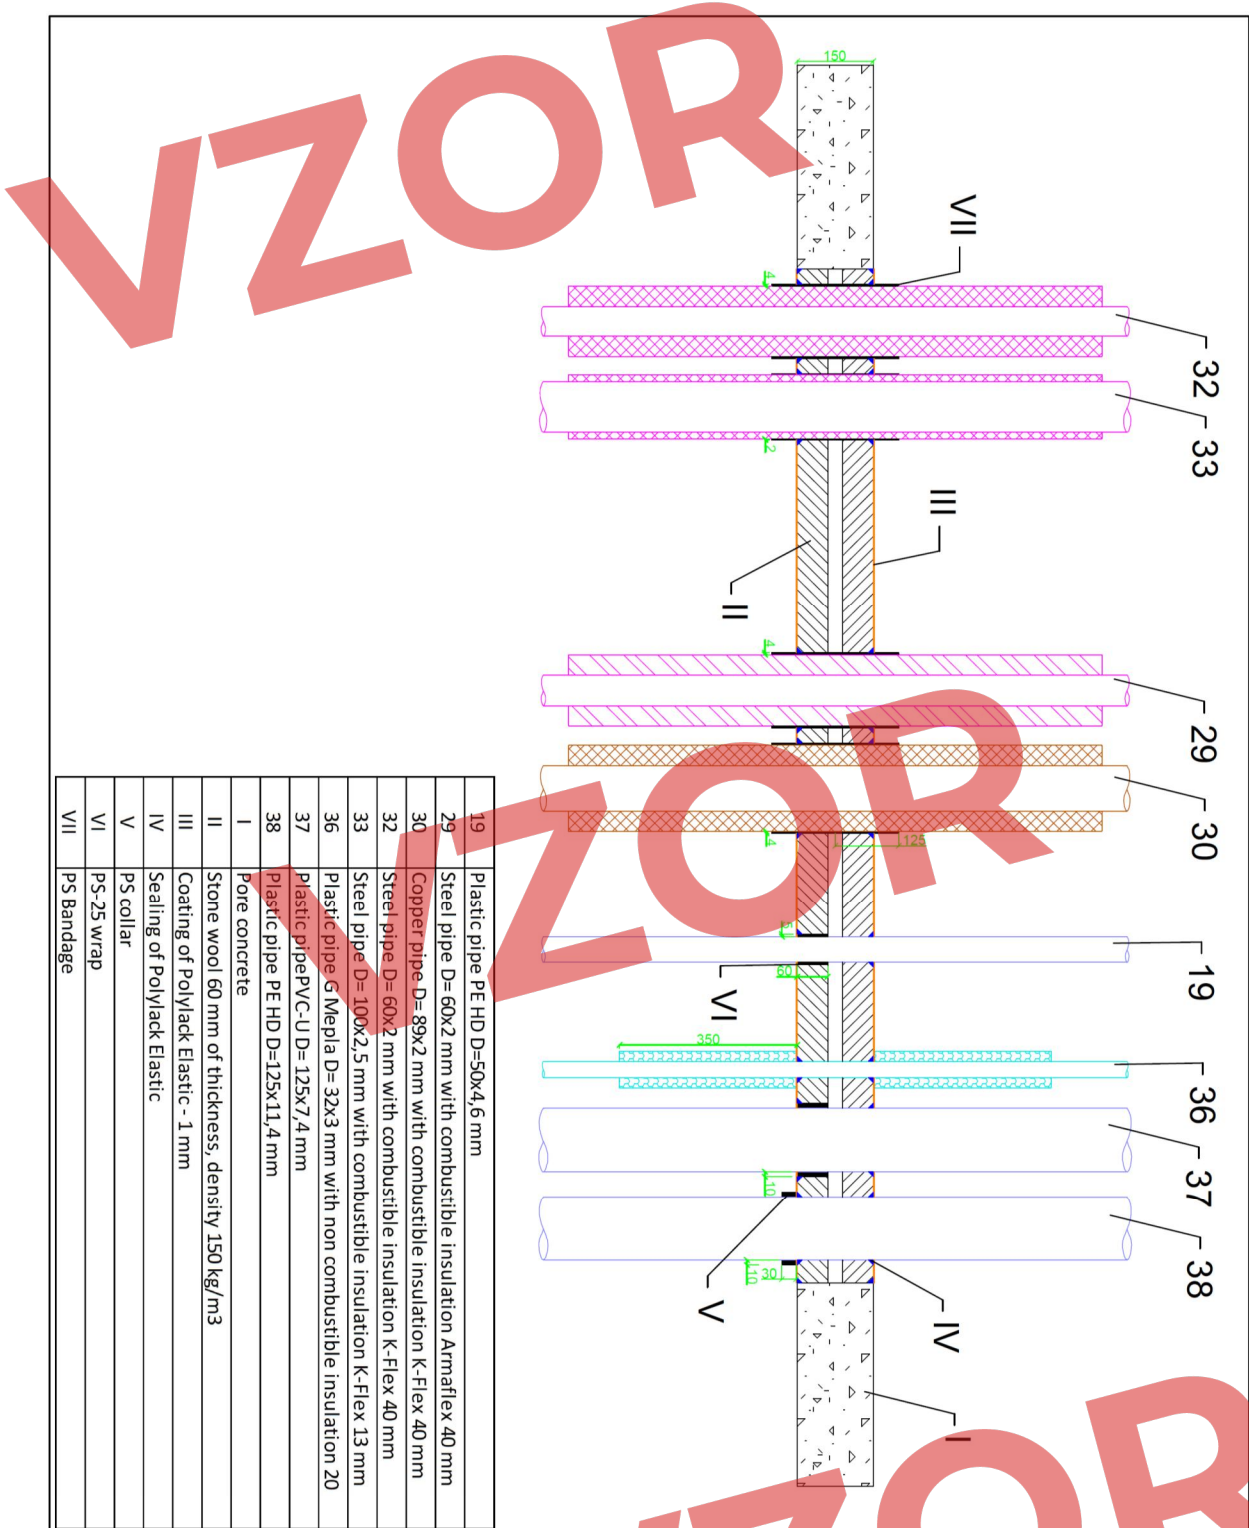 VZOR
VZOR
VZOR
150
VII
4
32
33
2
III
II
4
29
30
125
4
5
60
19
VI
350
36
37
10
38
30
10
V
IV
I
19 Plastic pipe PE HD D=50x4,6 mm
29 Steel pipe D= 60x2 mm with combustible insulation Armaflex 40 mm
30 Copper pipe D= 89x2 mm with combustible insulation K-Flex 40 mm
32 Steel pipe D= 60x2 mm with combustible insulation K-Flex 40 mm
33 Steel pipe D= 100x2,5 mm with combustible insulation K-Flex 13 mm
36 Plastic pipe G Mepla D= 32x3 mm with non combustible insulation 20
37 Plastic pipePVC-U D= 125x7,4 mm
38 Plastic pipe PE HD D=125x11,4 mm
I Pore concrete
II Stone wool 60 mm of thickness, density 150 kg/m3
III Coating of Polylack Elastic - 1 mm
IV Sealing of Polylack Elastic
V PS collar
VI PS-25 wrap
VII PS Bandage